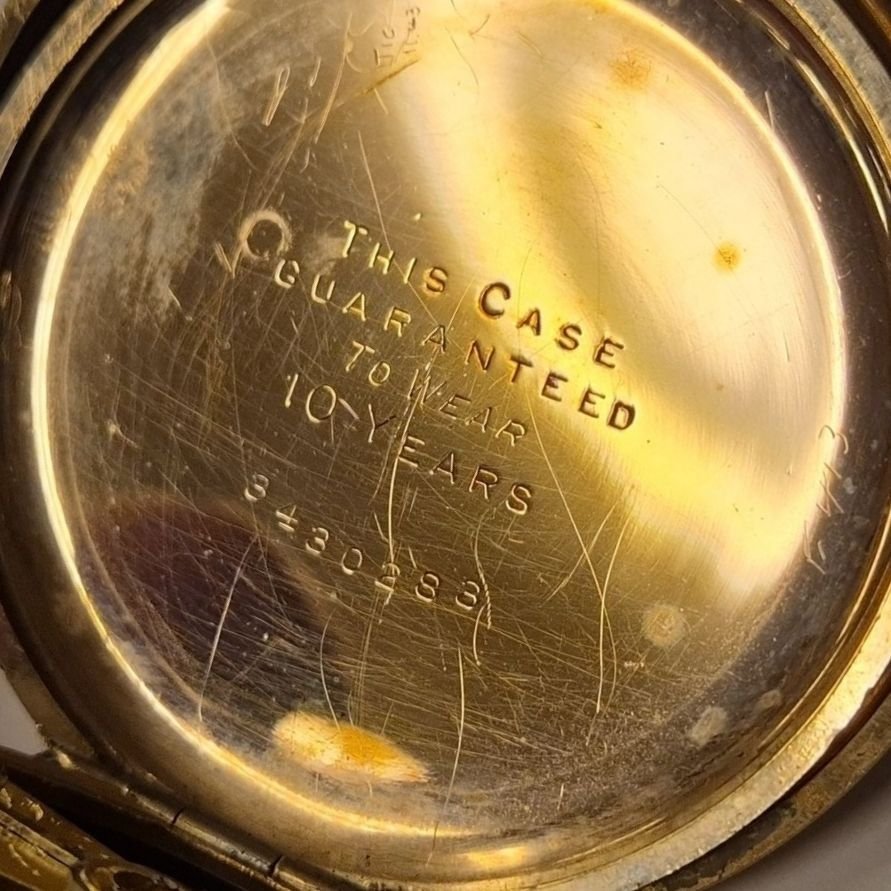 THIS CASE
GUARANTEED
TO WEAR
10 YEARS
8430288